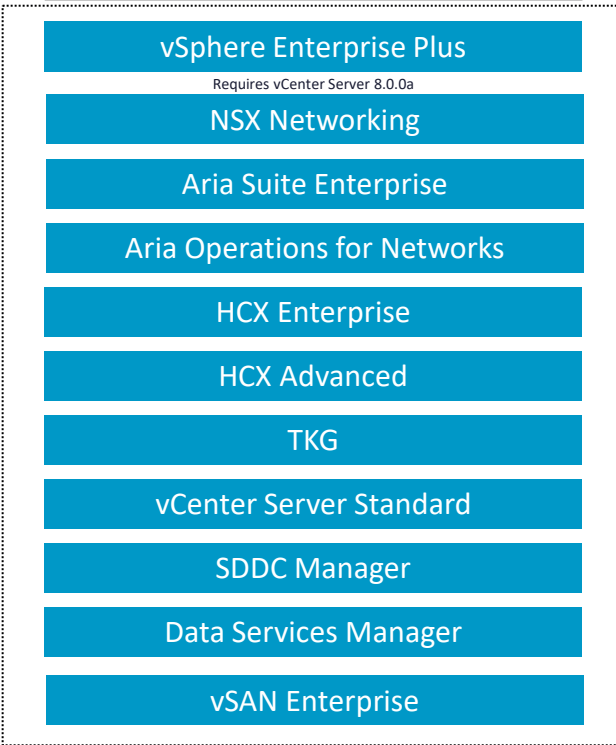 vSphere Enterprise Plus
Requires vCenter Server 8.0.0a
NSX Networking
Aria Suite Enterprise
Aria Operations for Networks
HCX Enterprise
HCX Advanced
TKG
vCenter Server Standard
SDDC Manager
Data Services Manager
vSAN Enterprise